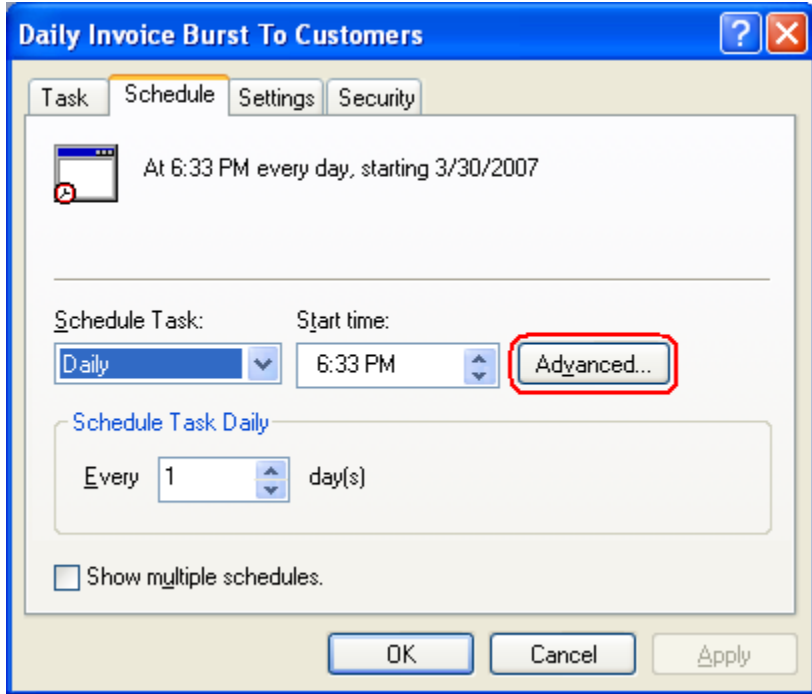 Daily Invoice Burst To Customers
Task Schedule Settings Security
At 6:33 PM every day, starting 3/30/2007
Schedule Task: Start time:
Daily 6:33 PM Advanced...
Schedule Task Daily
Every 1 day(s)
Show multiple schedules.
OK Cancel Apply